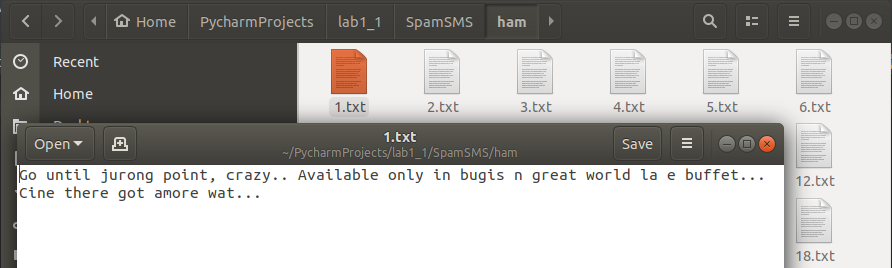 Home PycharmProjects lab1_1 SpamSMS ham
Recent
Home
1.txt 2.txt 3.txt 4.txt 5.txt 6.txt
Open 1.txt Save
~/PycharmProjects/lab1_1/SpamSMS/ham
Go until jurong point, crazy.. Available only in bugis n great world la e buffet...
Cine there got amore wat...
12.txt
18.txt